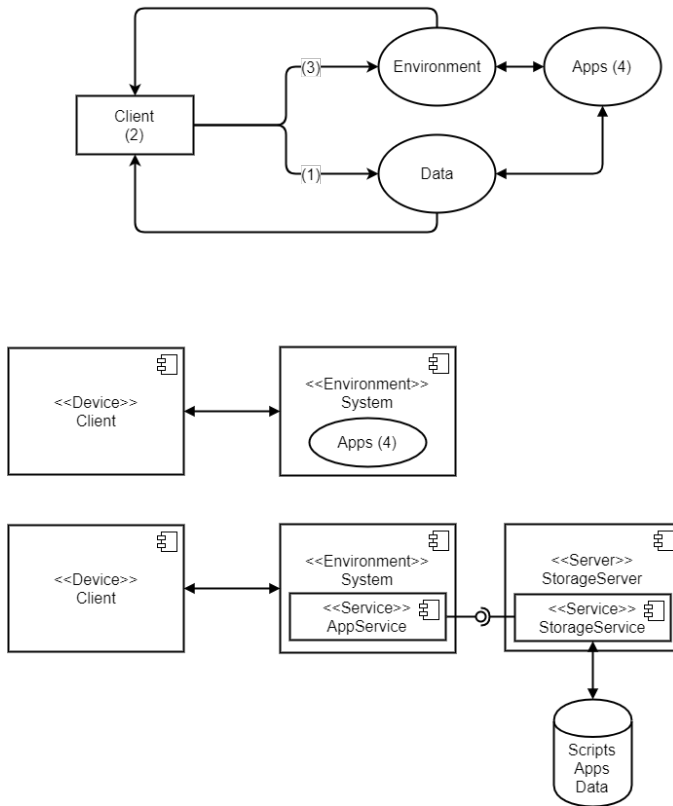 (3)
Environment
Apps (4)
Client
(2)
(1)
Data
<<Device>>
Client
<<Environment>>
System
Apps (4)
<<Device>>
Client
<<Environment>>
System
<<Service>>
AppService
<<Server>>
StorageServer
<<Service>>
StorageService
Scripts
Apps
Data